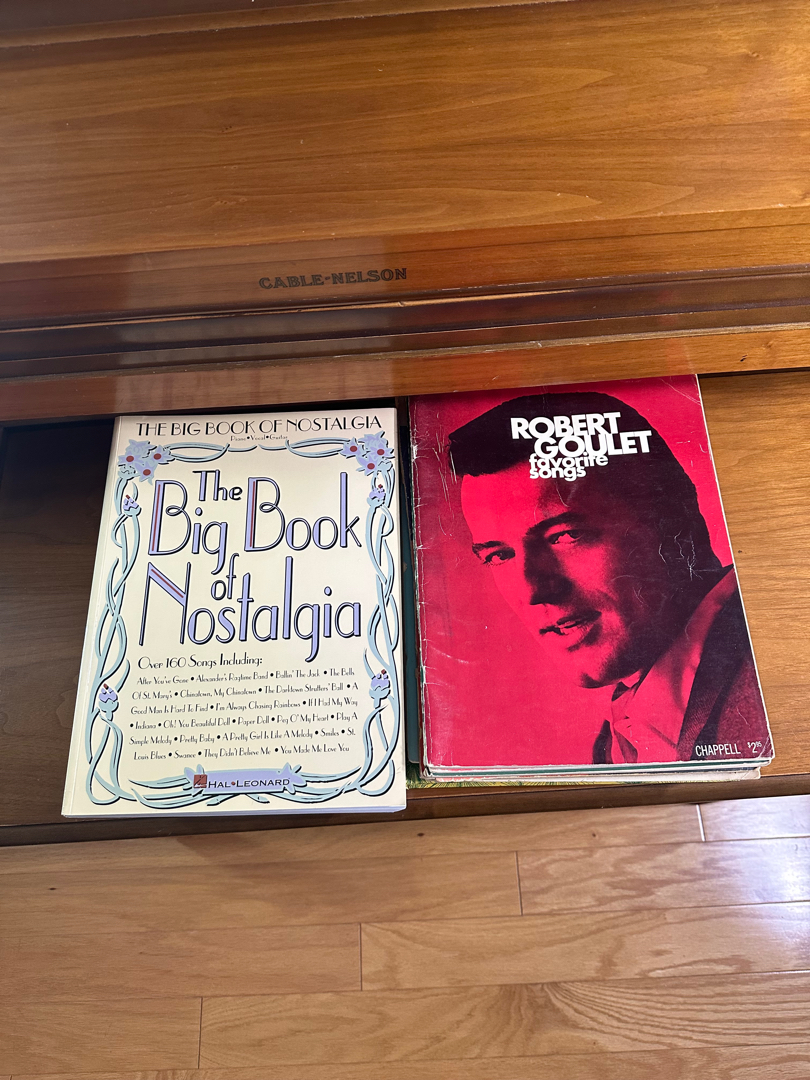 CABLE-NELSON
THE BIG BOOK OF NOSTALGIA
Piano • Vocal • Guitar
The
Big Book
of
Nostalgia
Over 160 Songs Including:
After You've Gone • Alexander's Ragtime Band • Ballin' The Jack • The Bells
Of St. Mary's • Chinatown, My Chinatown • The Darktown Strutters' Ball • A
Good Man Is Hard To Find • I'm Always Chasing Rainbows • If I Had My Way
• Indiana • Oh! You Beautiful Doll • Paper Doll • Peg O' My Heart • Play A
Simple Melody • Pretty Baby • A Pretty Girl Is Like A Melody • Smiles • St.
Louis Blues • Swanee • They Didn't Believe Me • You Made Me Love You
HAL•LEONARD
ROBERT
GOULET
favorite
songs
CHAPPELL $2.95